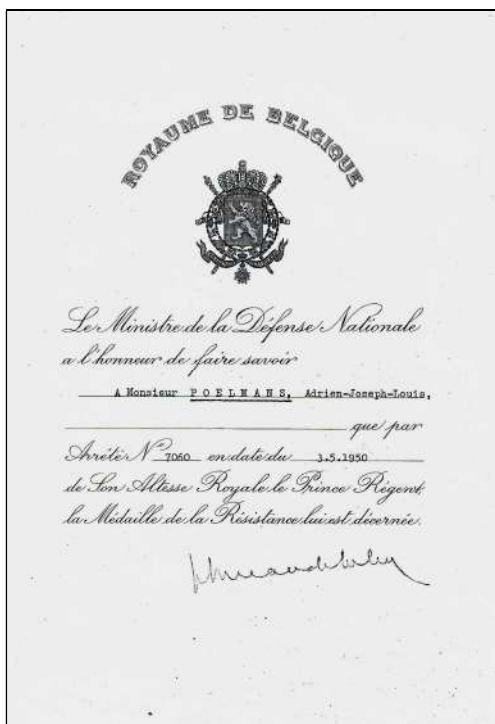 ROYAUME DE BELGIQUE
Le Ministre de la Défense Nationale
a l'honneur de faire savoir
A Monsieur POELMANS, Adrien-Joseph-Louis,
que par
Arrêté No 7060 en date du 3.5.1950
de Son Altesse Royale le Prince Régent
la Médaille de la Résistance lui est décernée.